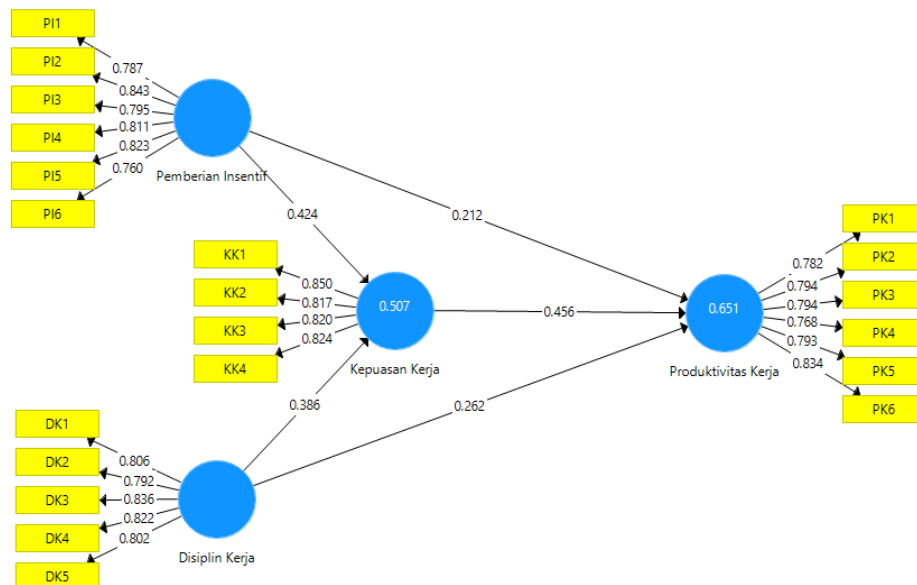 PI1
0.787
PI2
0.843
PI3
0.795
PI4
0.811
PI5
0.823
PI6
0.760
Pemberian Insentif
0.424
0.212
KK1
0.850
KK2
0.817
KK3
0.820
KK4
0.824
0.507
Kepuasan Kerja
0.456
0.386
0.262
DK1
0.806
DK2
0.792
DK3
0.836
DK4
0.822
DK5
0.802
Disiplin Kerja
0.651
Produktivitas Kerja
PK1
0.782
PK2
0.794
PK3
0.794
PK4
0.768
PK5
0.793
PK6
0.834